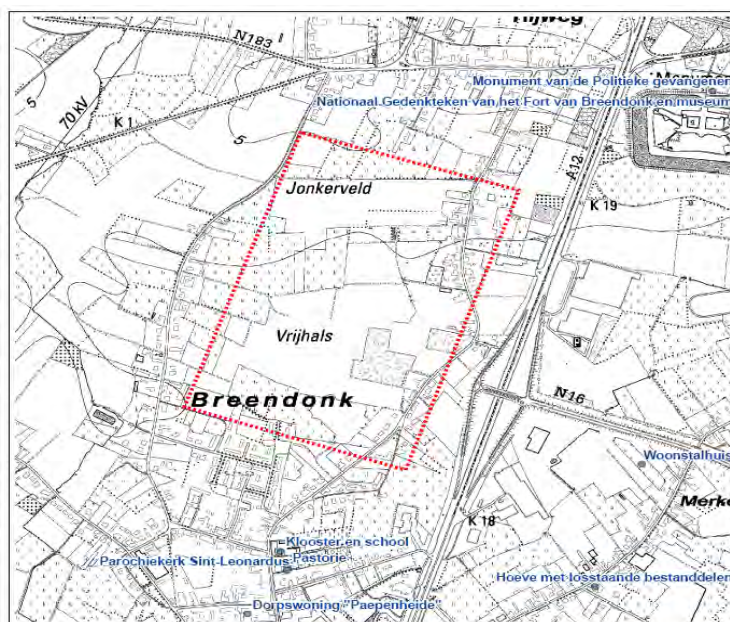 N183
Monument van de Politieke gevangenen
Nationaal Gedenkteken van het Fort van Breendonk en museum
70 KV
K 1
5
5
A12
K 19
Jonkerveld
Vrijhals
P
Breendonk
N16
Woonstalhuis
Merke
K 18
Klooster en school
Pastorie
Parochiekerk Sint-Leonardus
Hoeve met losstaande bestanddelen
Dorpswoning "Paepenheide"